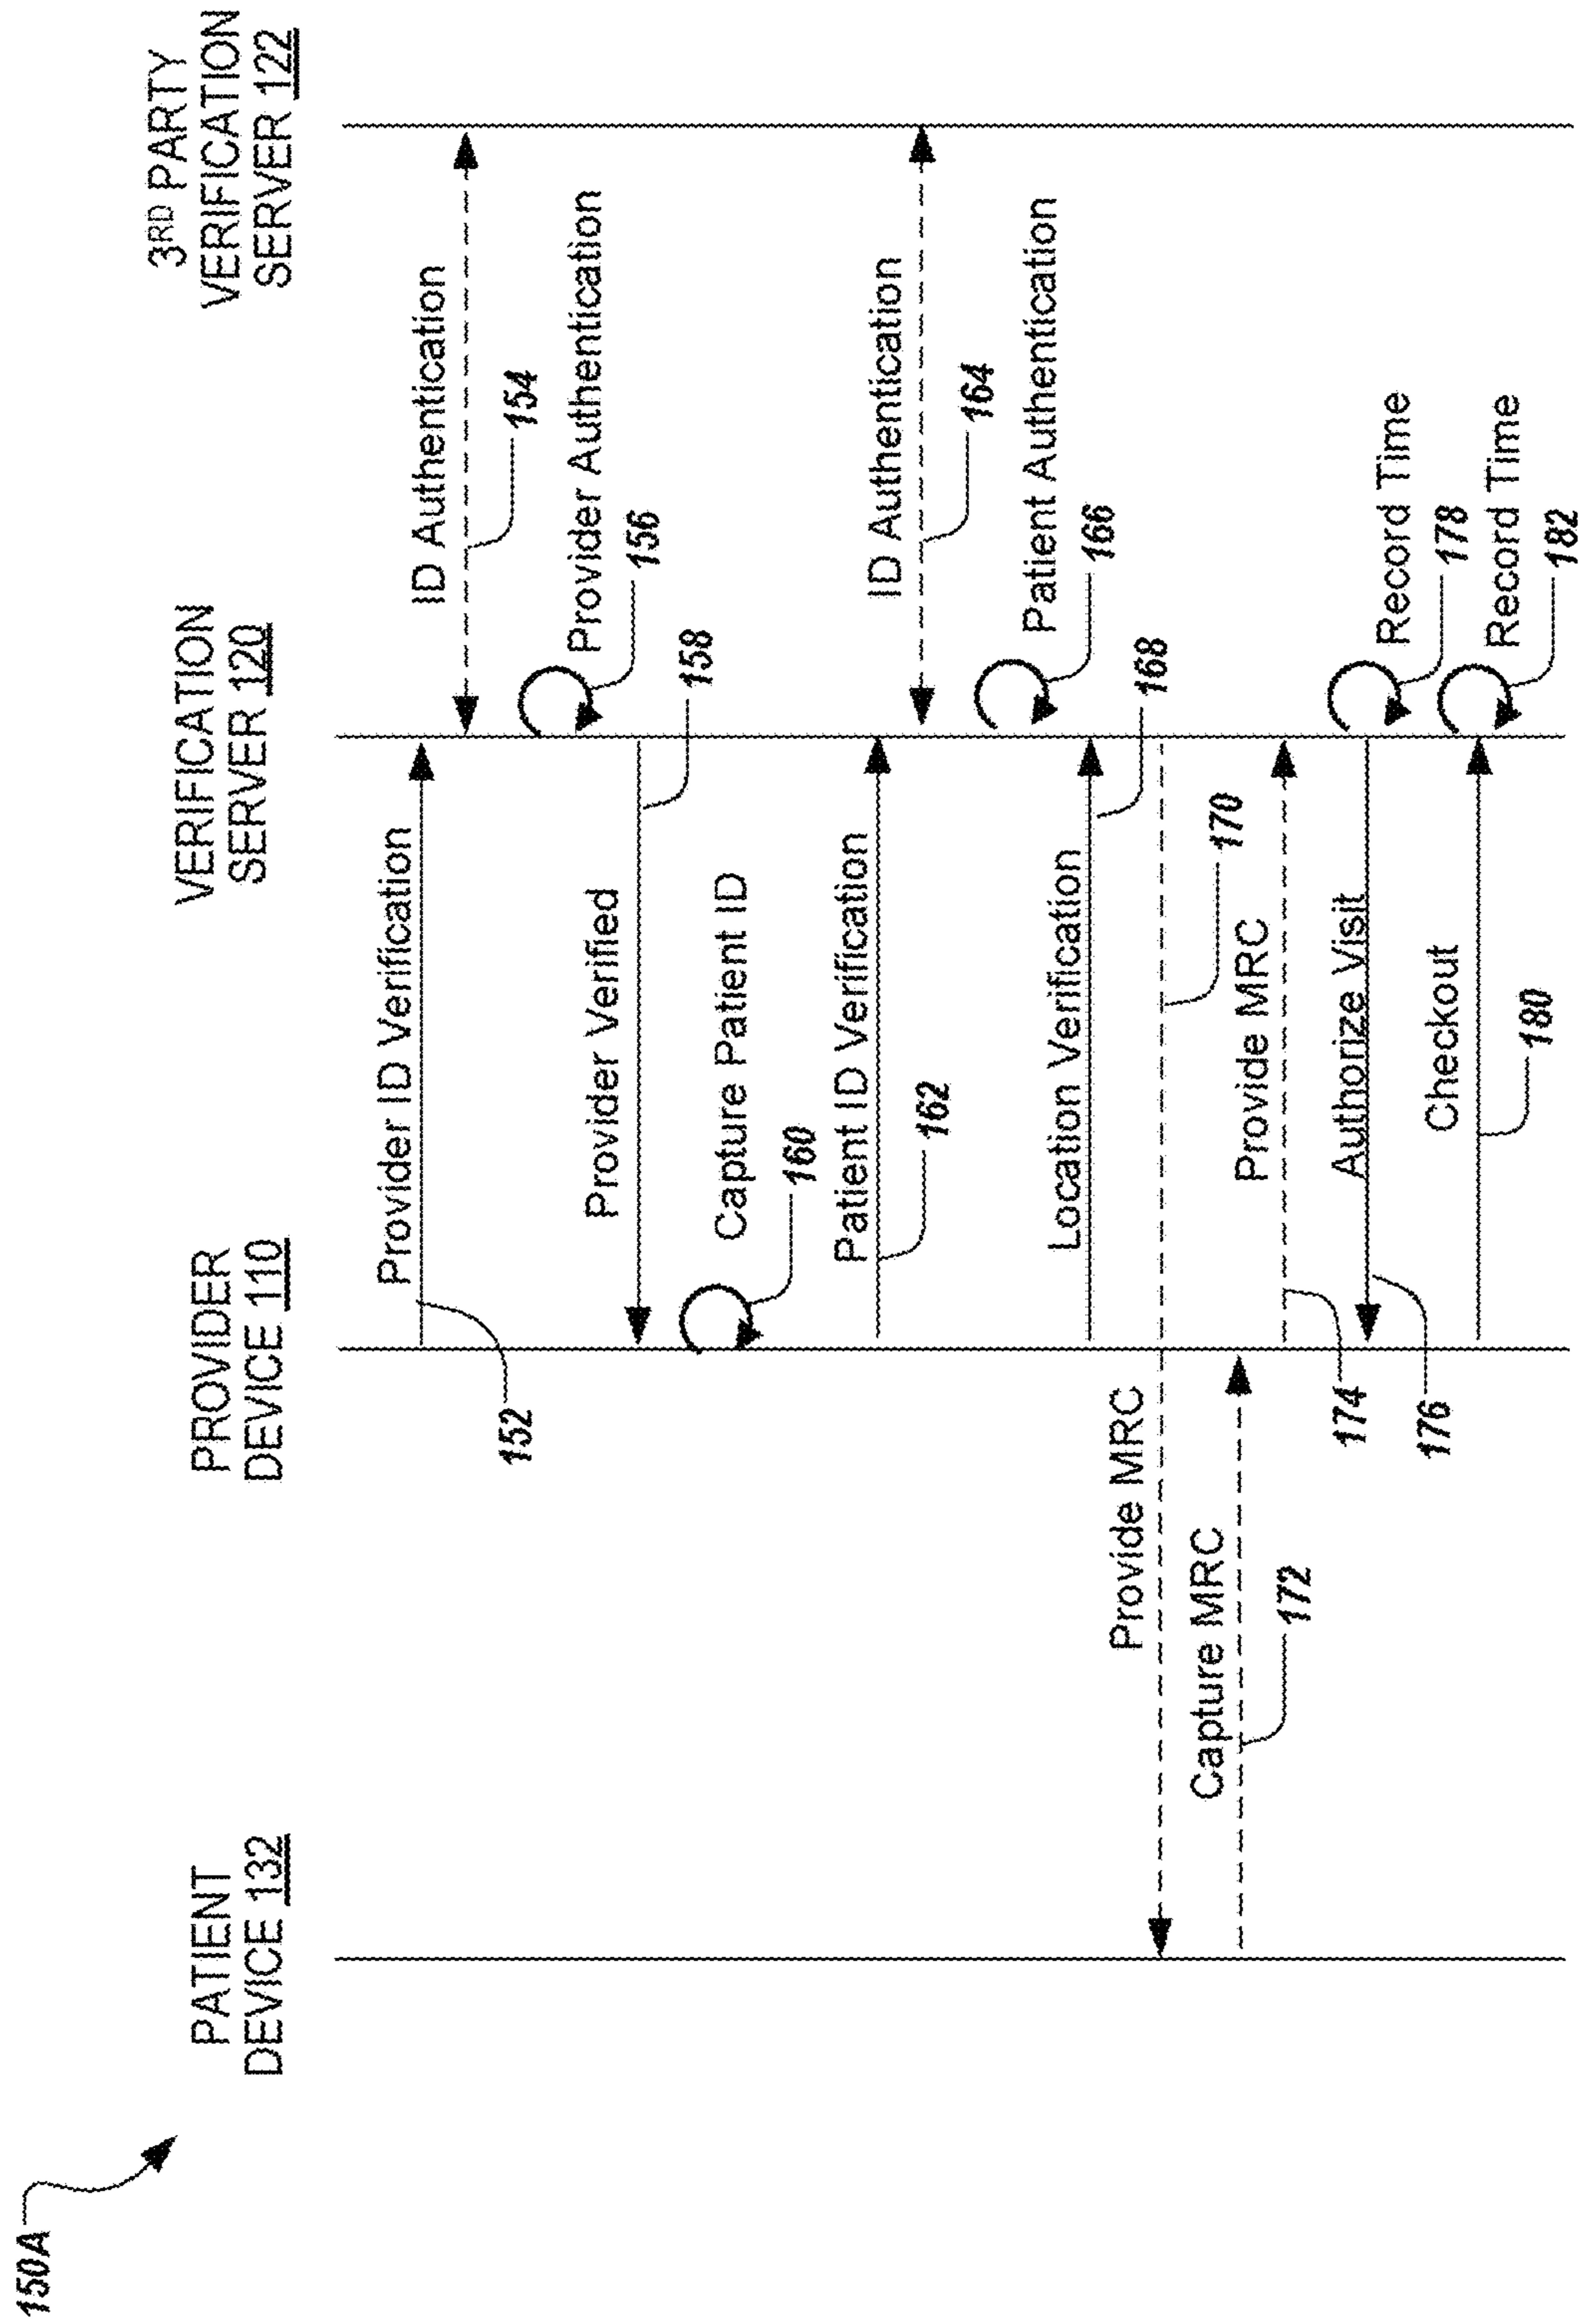 150A
PATIENT
DEVICE 132
PROVIDER
DEVICE 110
VERIFICATION
SERVER 120
3RD PARTY
VERIFICATION
SERVER 122
Provider ID Verification
152
ID Authentication
154
Provider Authentication
156
Provider Verified
158
Capture Patient ID
160
Patient ID Verification
162
ID Authentication
164
Patient Authentication
166
Location Verification
168
Provide MRC
170
Capture MRC
172
Provide MRC
174
Authorize Visit
176
Record Time
178
Checkout
180
Record Time
182